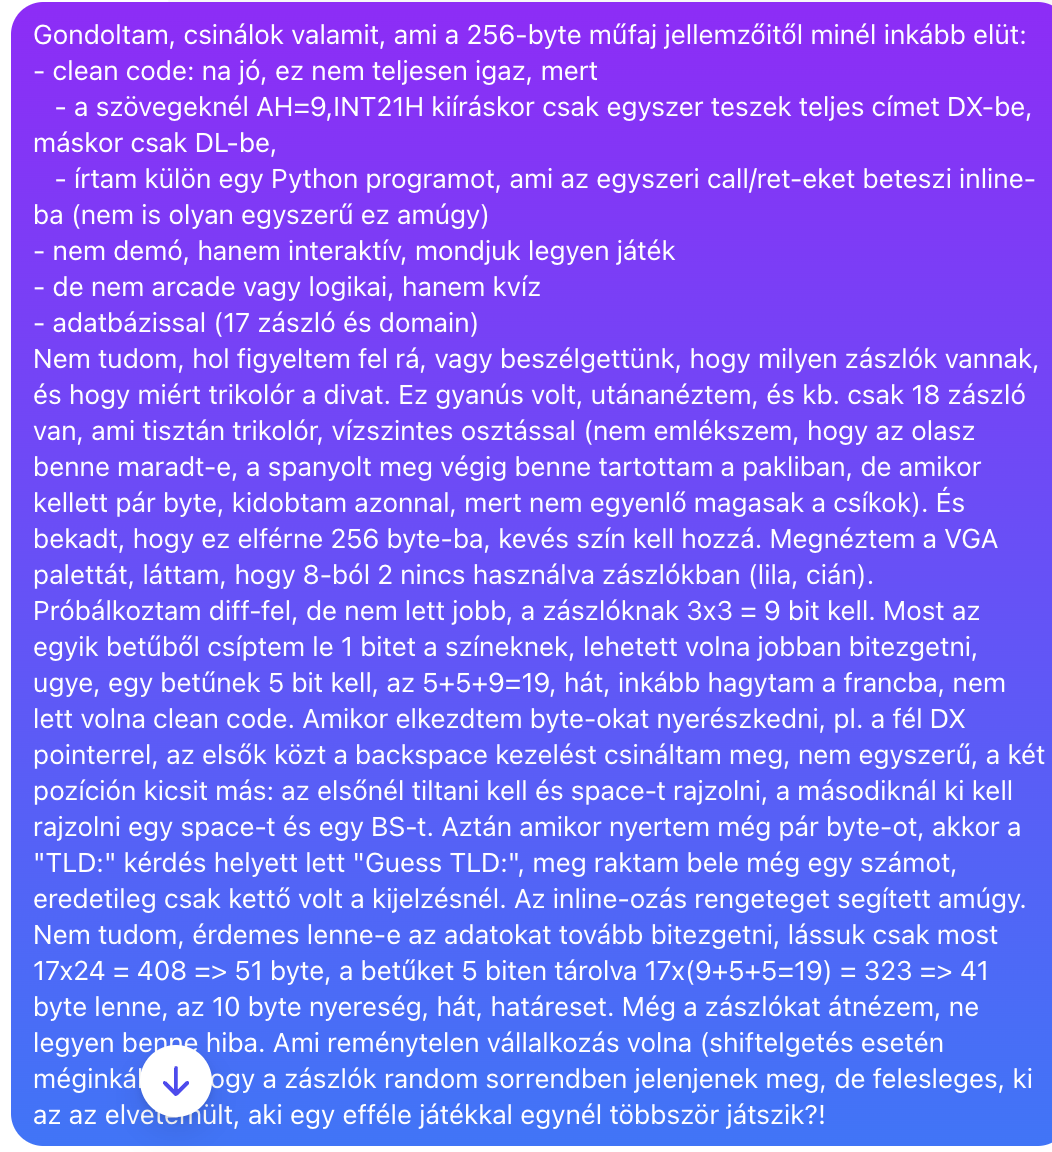 Gondoltam, csinálok valamit, ami a 256-byte műfaj jellemzőitől minél inkább elüt:
- clean code: na jó, ez nem teljesen igaz, mert
- a szövegeknél AH=9,INT21H kiíráskor csak egyszer teszek teljes címet DX-be,
máskor csak DL-be,
- írtam külön egy Python programot, ami az egyszeri call/ret-eket beteszi inline-
ba (nem is olyan egyszerű ez amúgy)
- nem demó, hanem interaktív, mondjuk legyen játék
- de nem arcade vagy logikai, hanem kvíz
- adatbázissal (17 zászló és domain)
Nem tudom, hol figyeltem fel rá, vagy beszélgettünk, hogy milyen zászlók vannak,
és hogy miért trikolór a divat. Ez gyanús volt, utánanéztem, és kb. csak 18 zászló
van, ami tisztán trikolór, vízszintes osztással (nem emlékszem, hogy az olasz
benne maradt-e, a spanyolt meg végig benne tartottam a pakliban, de amikor
kellett pár byte, kidobtam azonnal, mert nem egyenlő magasak a csíkok). És
bekadt, hogy ez elférne 256 byte-ba, kevés szín kell hozzá. Megnéztem a VGA
palettát, láttam, hogy 8-ból 2 nincs használva zászlókban (lila, cián).
Próbálkoztam diff-fel, de nem lett jobb, a zászlóknak 3x3 = 9 bit kell. Most az
egyik betűből csíptem le 1 bitet a színeknek, lehetett volna jobban bitezgetni,
ugye, egy betűnek 5 bit kell, az 5+5+9=19, hát, inkább hagytam a francba, nem
lett volna clean code. Amikor elkezdtem byte-okat nyerészkedni, pl. a fél DX
pointerrel, az elsők közt a backspace kezelést csináltam meg, nem egyszerű, a két
pozíción kicsit más: az elsőnél tiltani kell és space-t rajzolni, a másodiknál ki kell
rajzolni egy space-t és egy BS-t. Aztán amikor nyertem még pár byte-ot, akkor a
"TLD:" kérdés helyett lett "Guess TLD:", meg raktam bele még egy számot,
eredetileg csak kettő volt a kijelzésnél. Az inline-ozás rengeteget segített amúgy.
Nem tudom, érdemes lenne-e az adatokat tovább bitezgetni, lássuk csak most
17x24 = 408 => 51 byte, a betűket 5 biten tárolva 17x(9+5+5=19) = 323 => 41
byte lenne, az 10 byte nyereség, hát, határeset. Még a zászlókat átnézem, ne
legyen benne hiba. Ami reménytelen vállalkozás volna (shiftelgetés esetén
a zászlók random sorrendben jelenjenek meg, de felesleges, ki
az az elvetemült, aki egy efféle játékkal egynél többször játszik?!